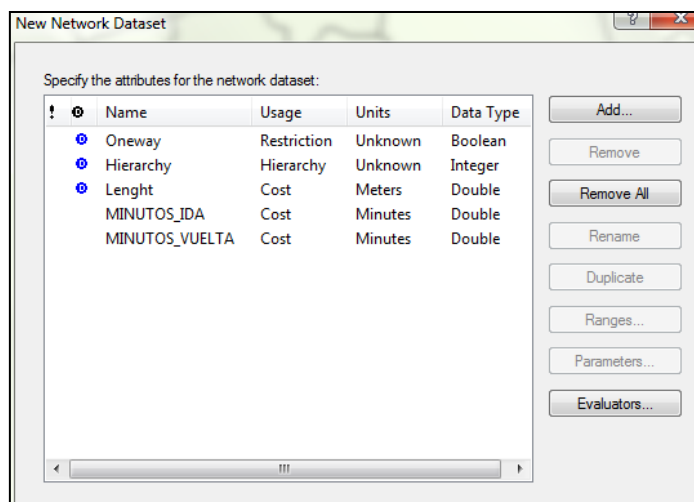 New Network Dataset
?
x
Specify the attributes for the network dataset:
! Name Usage Units Data Type
Oneway Restriction Unknown Boolean
Hierarchy Hierarchy Unknown Integer
Lenght Cost Meters Double
MINUTOS_IDA Cost Minutes Double
MINUTOS_VUELTA Cost Minutes Double
Add...
Remove
Remove All
Rename
Duplicate
Ranges...
Parameters...
Evaluators...